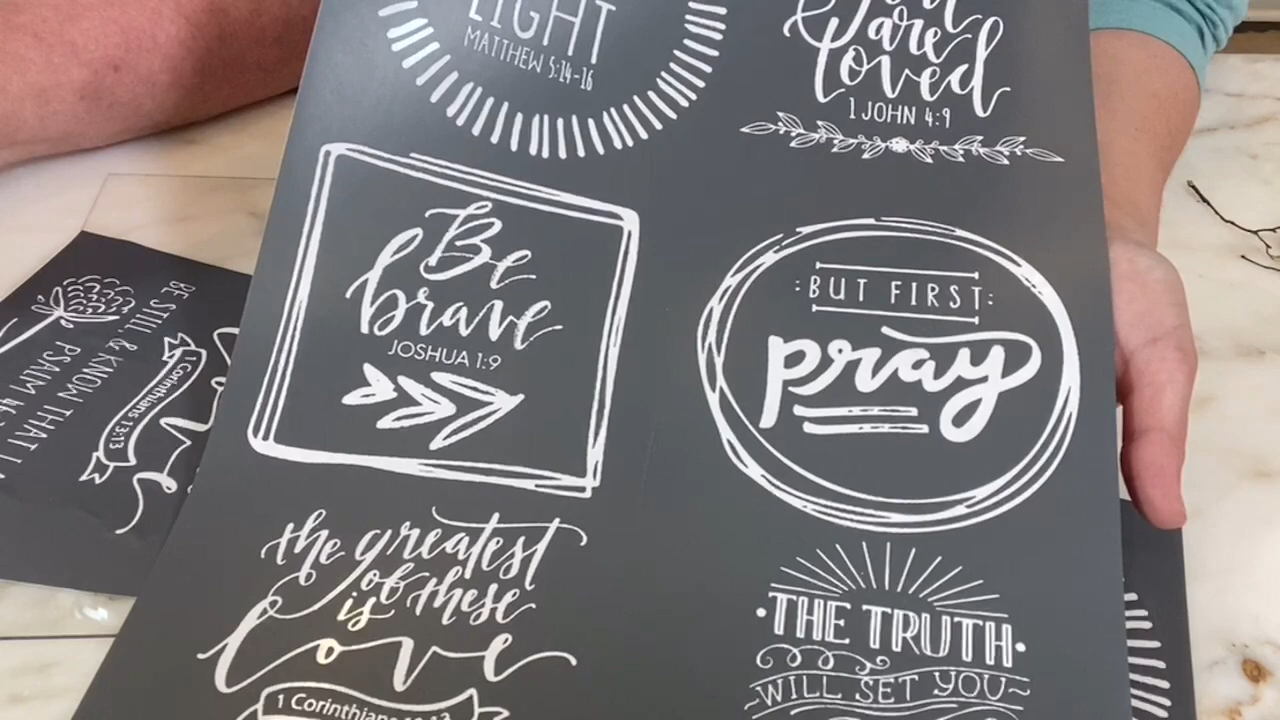 LIGHT
MATTHEW 5:14-16
are
loved
1 JOHN 4:9
Be
brave
JOSHUA 1:9
BUT FIRST
pray
the greatest
of these
is
love
1 Corinthians
THE TRUTH
WILL SET YOU
BE STILL, & KNOW THAT I
PSALM
1 Corinthians 13:13